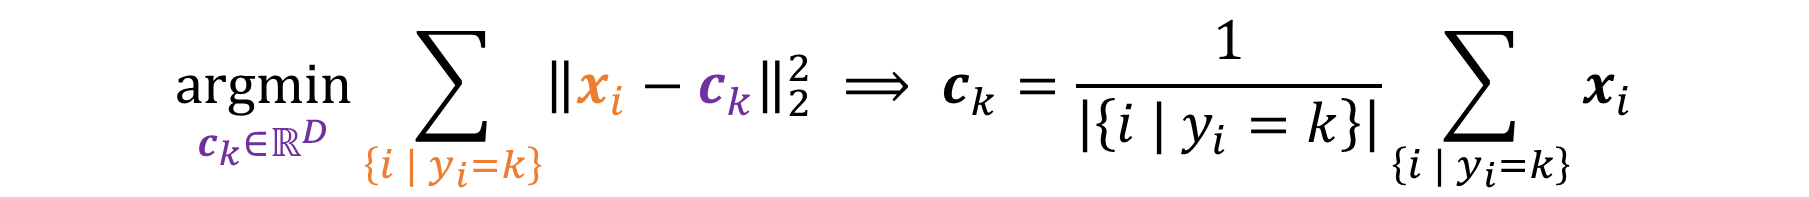 argmin_{c_k∈ℝ^D} ∑_{{i | y_i=k}} ‖x_i − c_k‖_2^2 ⟹ c_k = 1/|{i | y_i = k}| ∑_{{i | y_i=k}} x_i